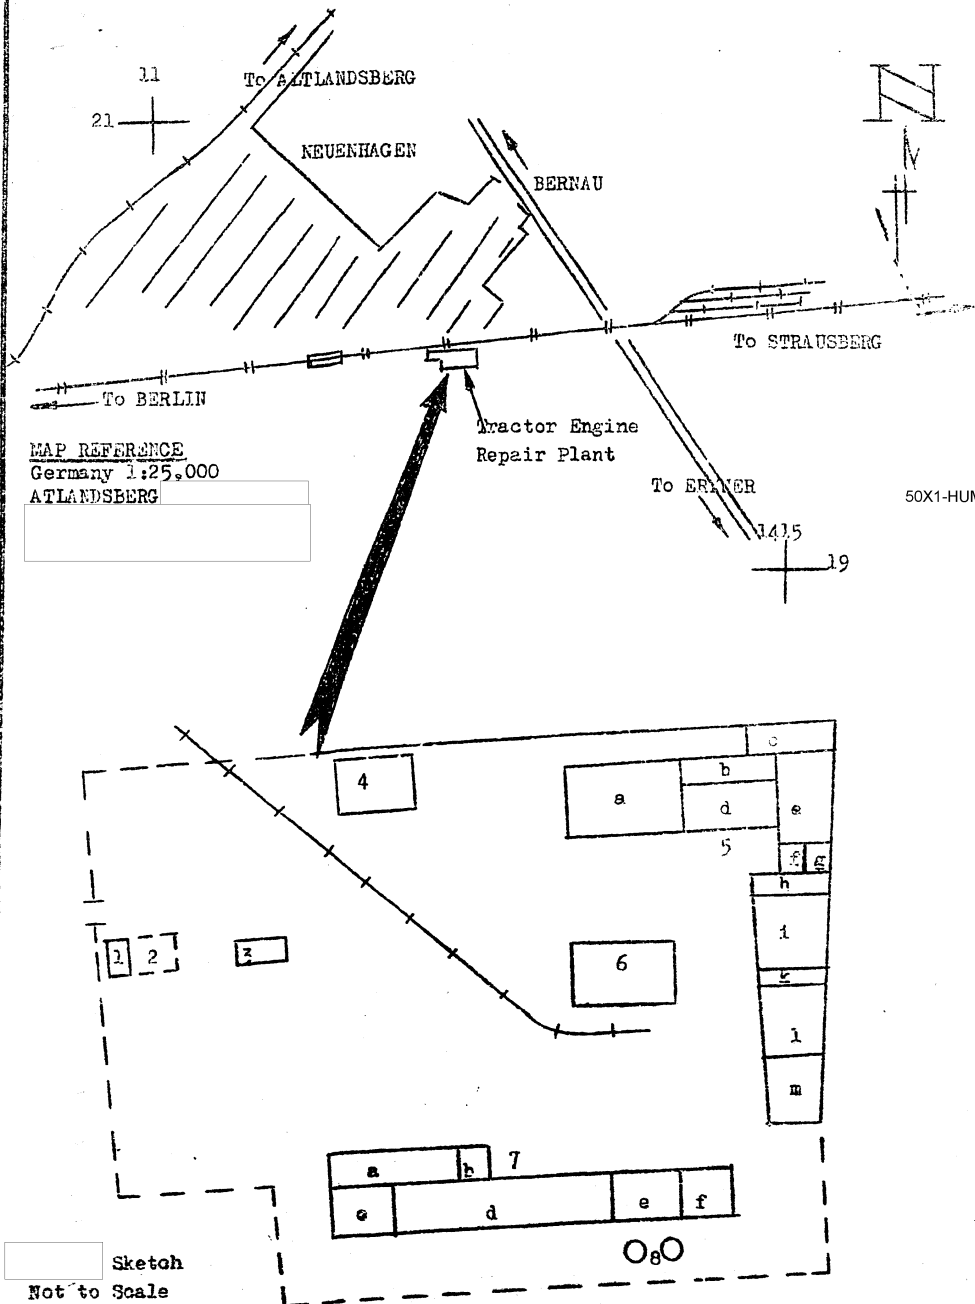 11
To ALTLANDSBERG
N
21
NEUENHAGEN
BERNAU
N
To STRAUSBERG
To BERLIN
Tractor Engine
Repair Plant
MAP REFERENCE
Germany 1:25,000
ATLANDSBERG
To ERKNER
50X1-HUM
1415
19
c
4
b
a
d
e
5
f g
h
i
1 2
3
6
k
l
m
a b 7
c d e f
8
Sketch
Not to Scale